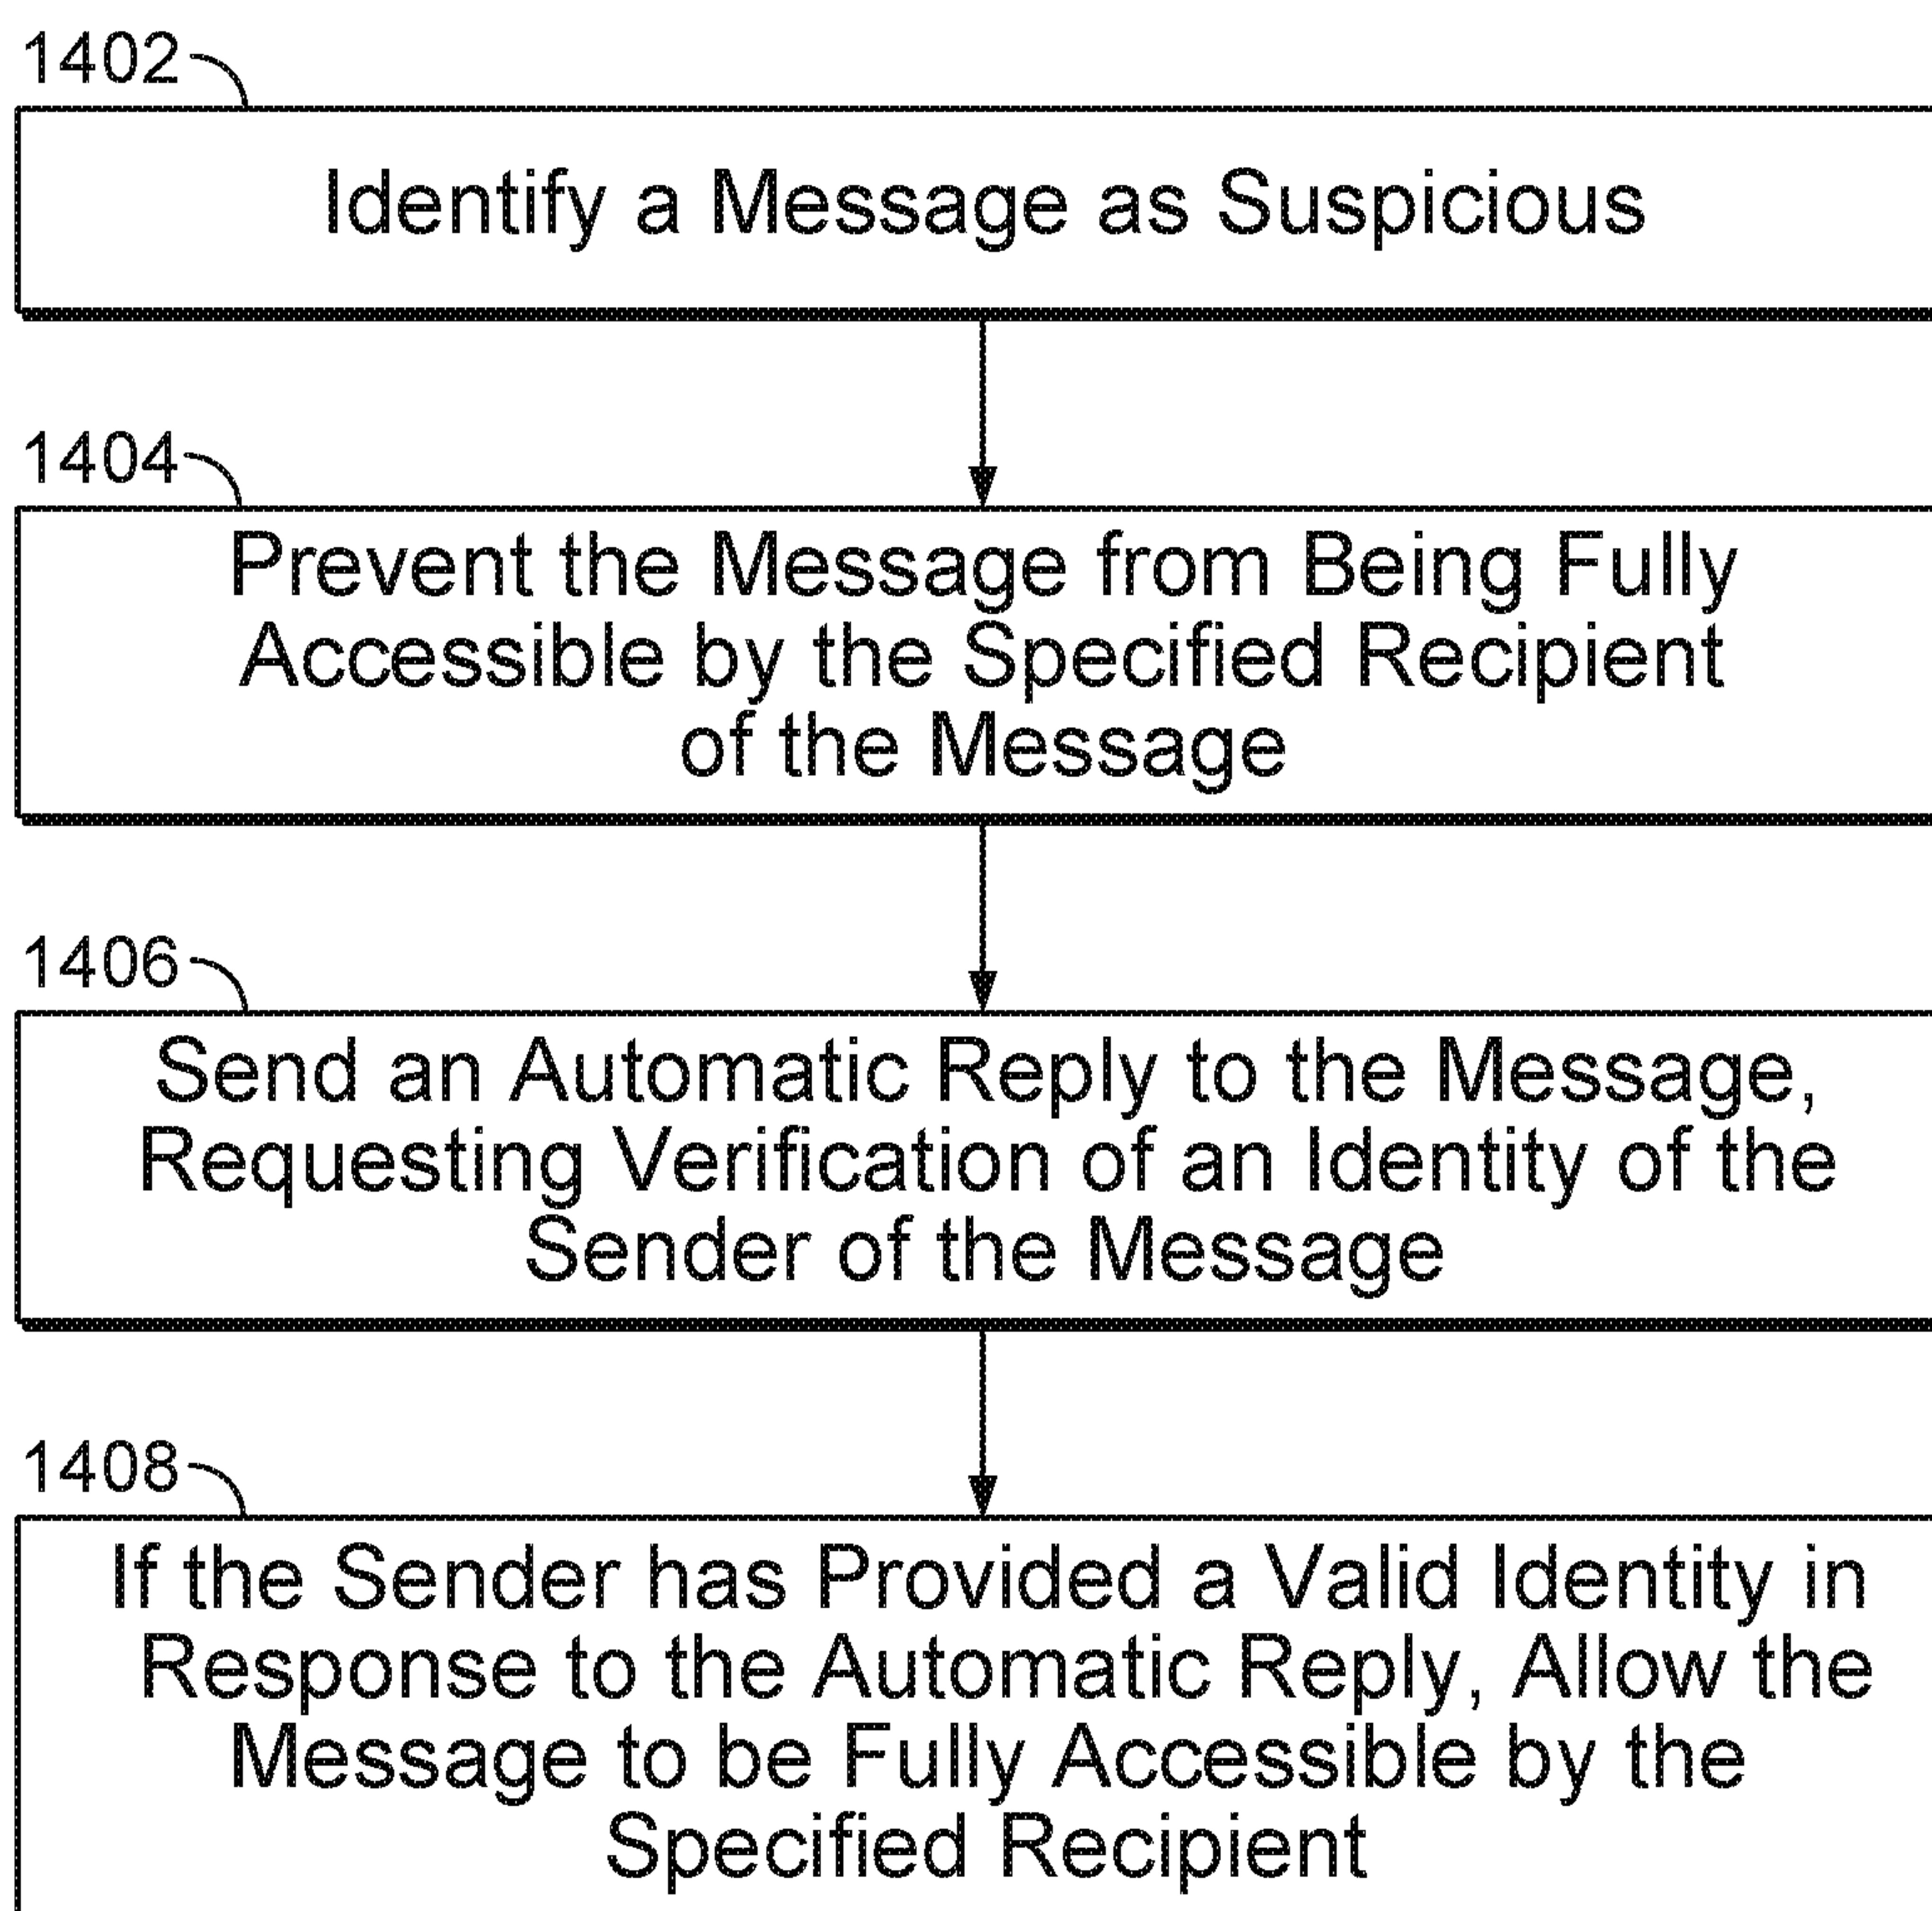 1402
Identify a Message as Suspicious
1404
Prevent the Message from Being Fully
Accessible by the Specified Recipient
of the Message
1406
Send an Automatic Reply to the Message,
Requesting Verification of an Identity of the
Sender of the Message
1408
If the Sender has Provided a Valid Identity in
Response to the Automatic Reply, Allow the
Message to be Fully Accessible by the
Specified Recipient